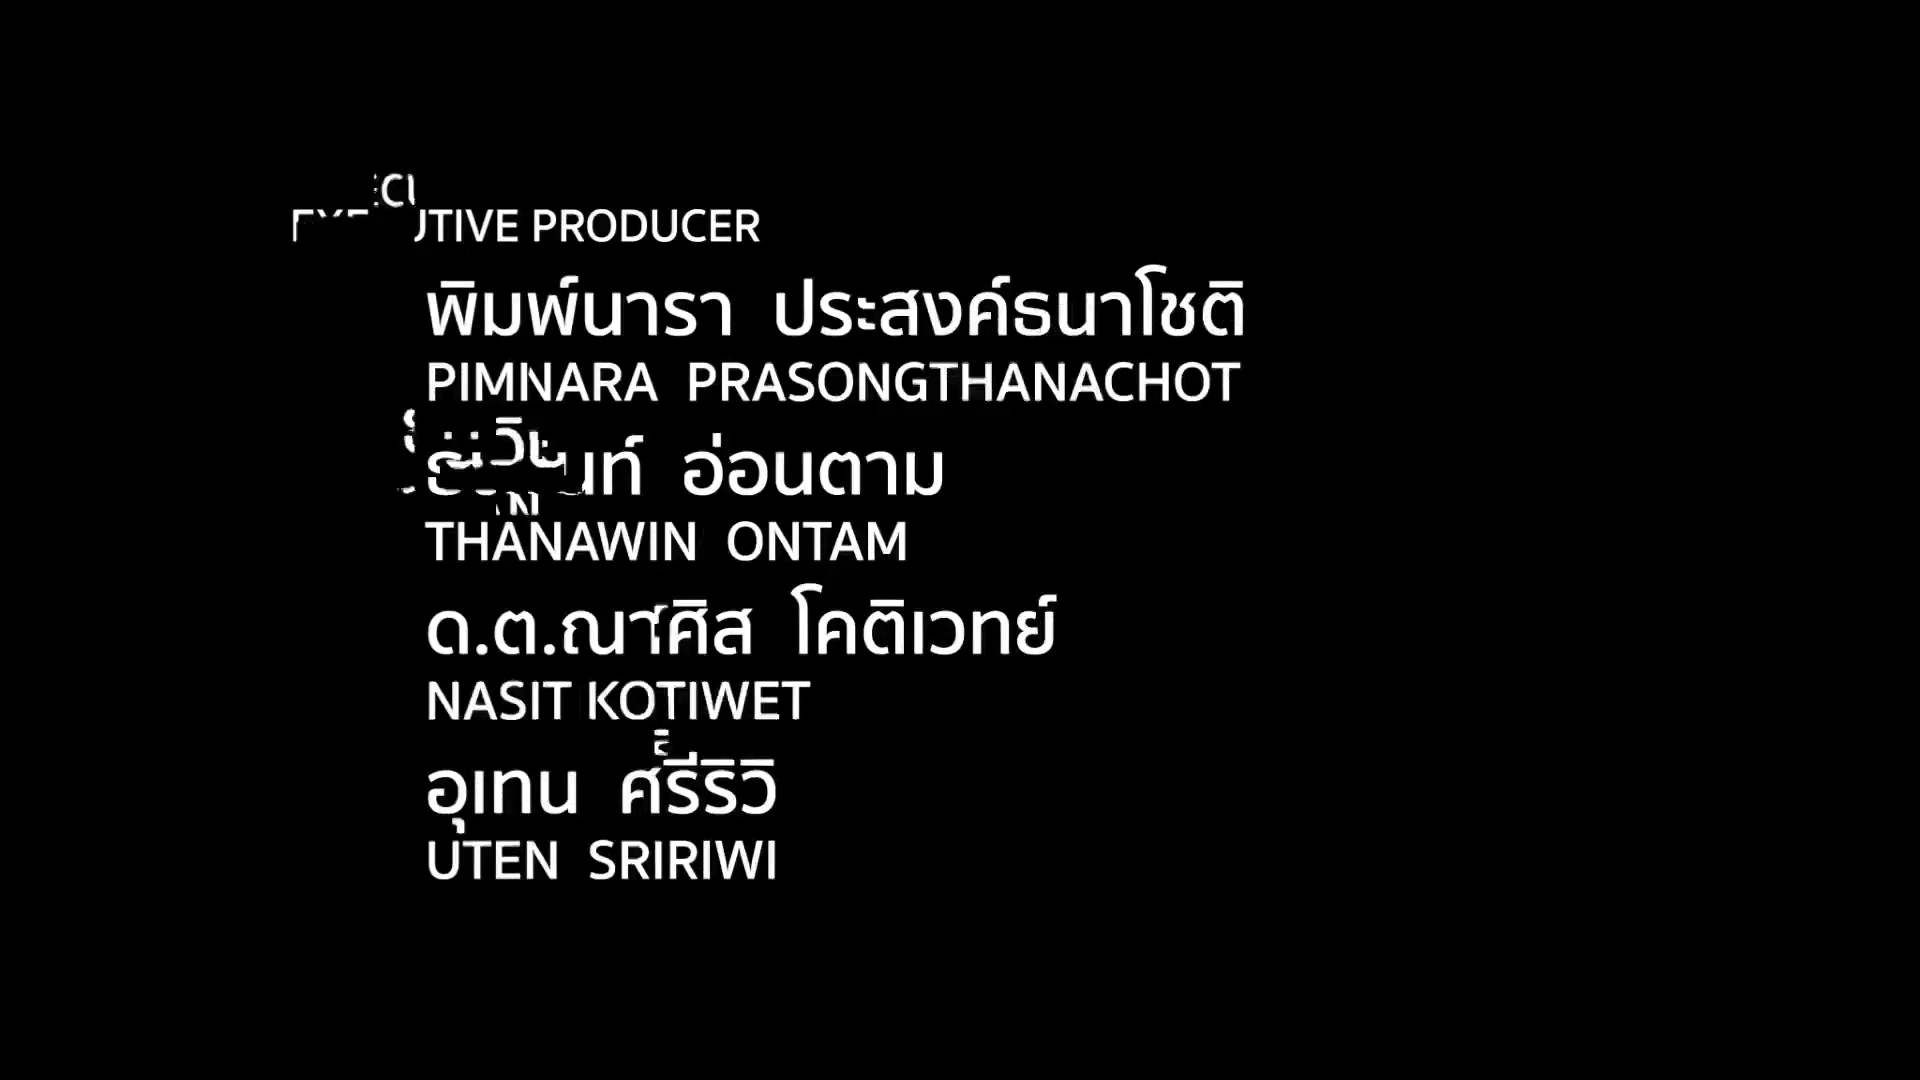 EXECUTIVE PRODUCER
พิมพ์นารา ประสงค์ธนาโชติ
PIMNARA PRASONGTHANACHOT
อ่อนตาม
THANAWIN ONTAM
ด.ต.ณาศิส โคติเวทย์
NASIT KOTIWET
อุเทน ศรีริวิ
UTEN SRIRIWI